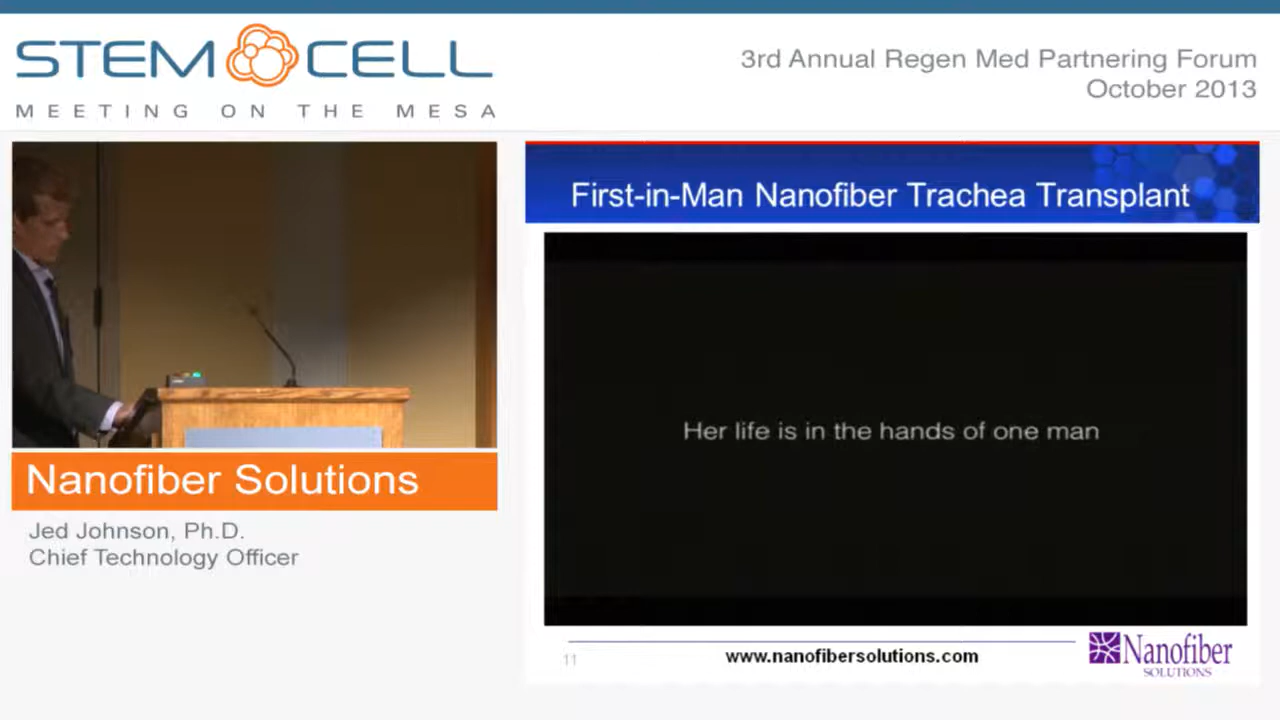 STEM CELL
MEETING ON THE MESA
3rd Annual Regen Med Partnering Forum
October 2013
First-in-Man Nanofiber Trachea Transplant
Her life is in the hands of one man
Nanofiber Solutions
Jed Johnson, Ph.D.
Chief Technology Officer
11
www.nanofibersolutions.com
Nanofiber
SOLUTIONS